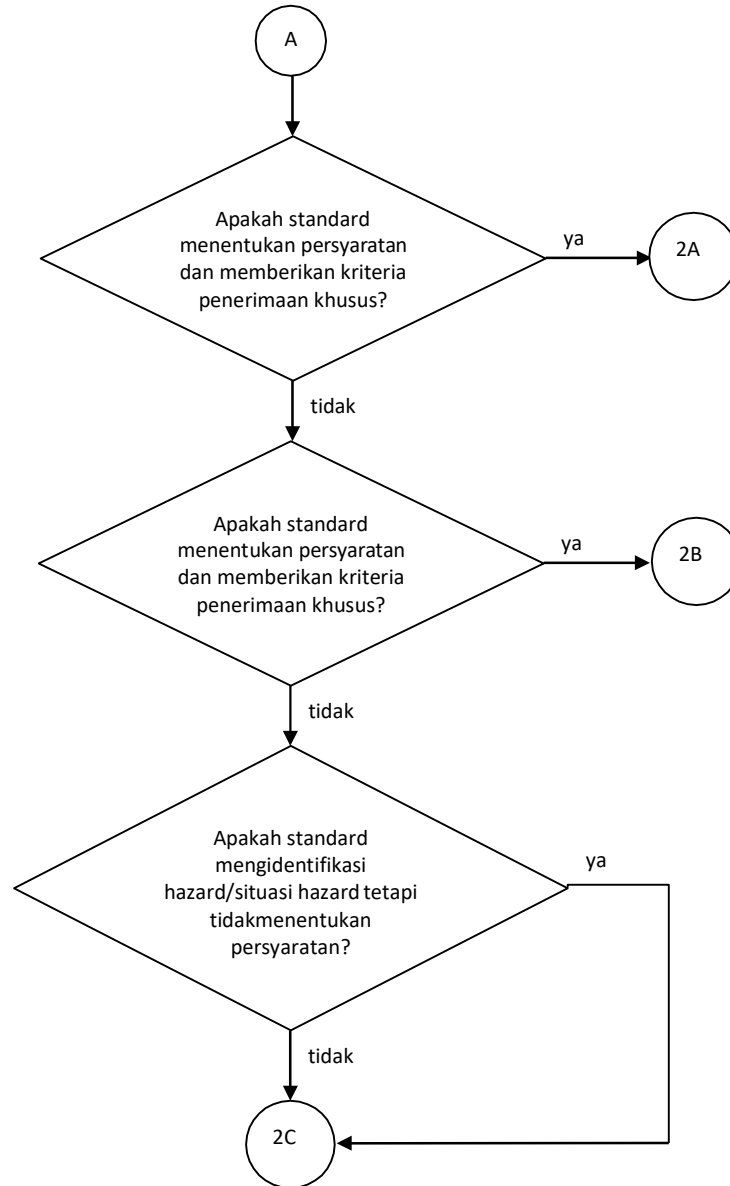 A
Apakah standard
menentukan persyaratan
dan memberikan kriteria
penerimaan khusus?
ya
2A
tidak
Apakah standard
menentukan persyaratan
dan memberikan kriteria
penerimaan khusus?
ya
2B
tidak
Apakah standard
mengidentifikasi
hazard/situasi hazard tetapi
tidakmenentukan
persyaratan?
ya
tidak
2C